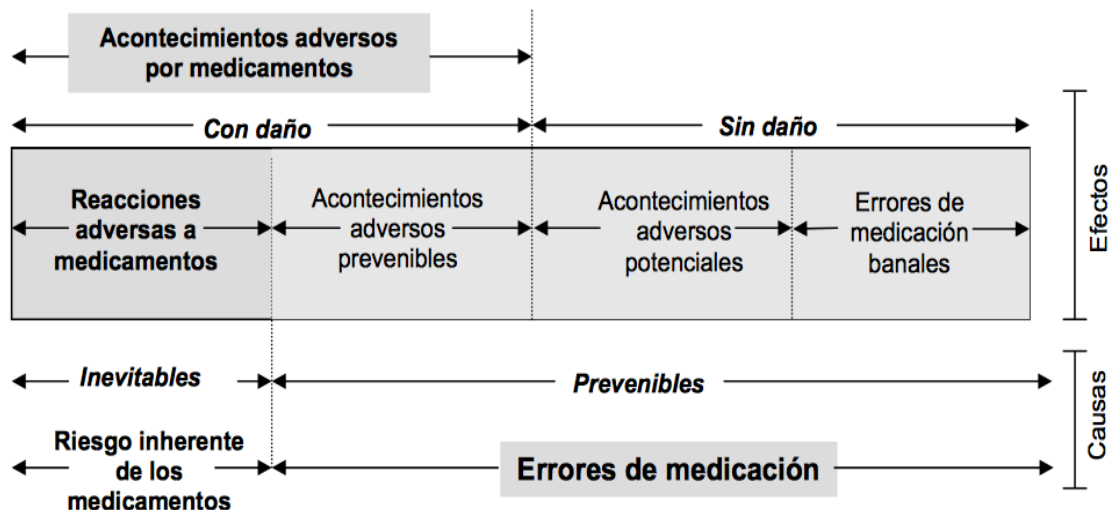 Acontecimientos adversos
por medicamentos
Con daño
Sin daño
Reacciones
adversas a
medicamentos
Acontecimientos
adversos
prevenibles
Acontecimientos
adversos
potenciales
Errores de
medicación
banales
Efectos
Inevitables
Prevenibles
Riesgo inherente
de los
medicamentos
Errores de medicación
Causas